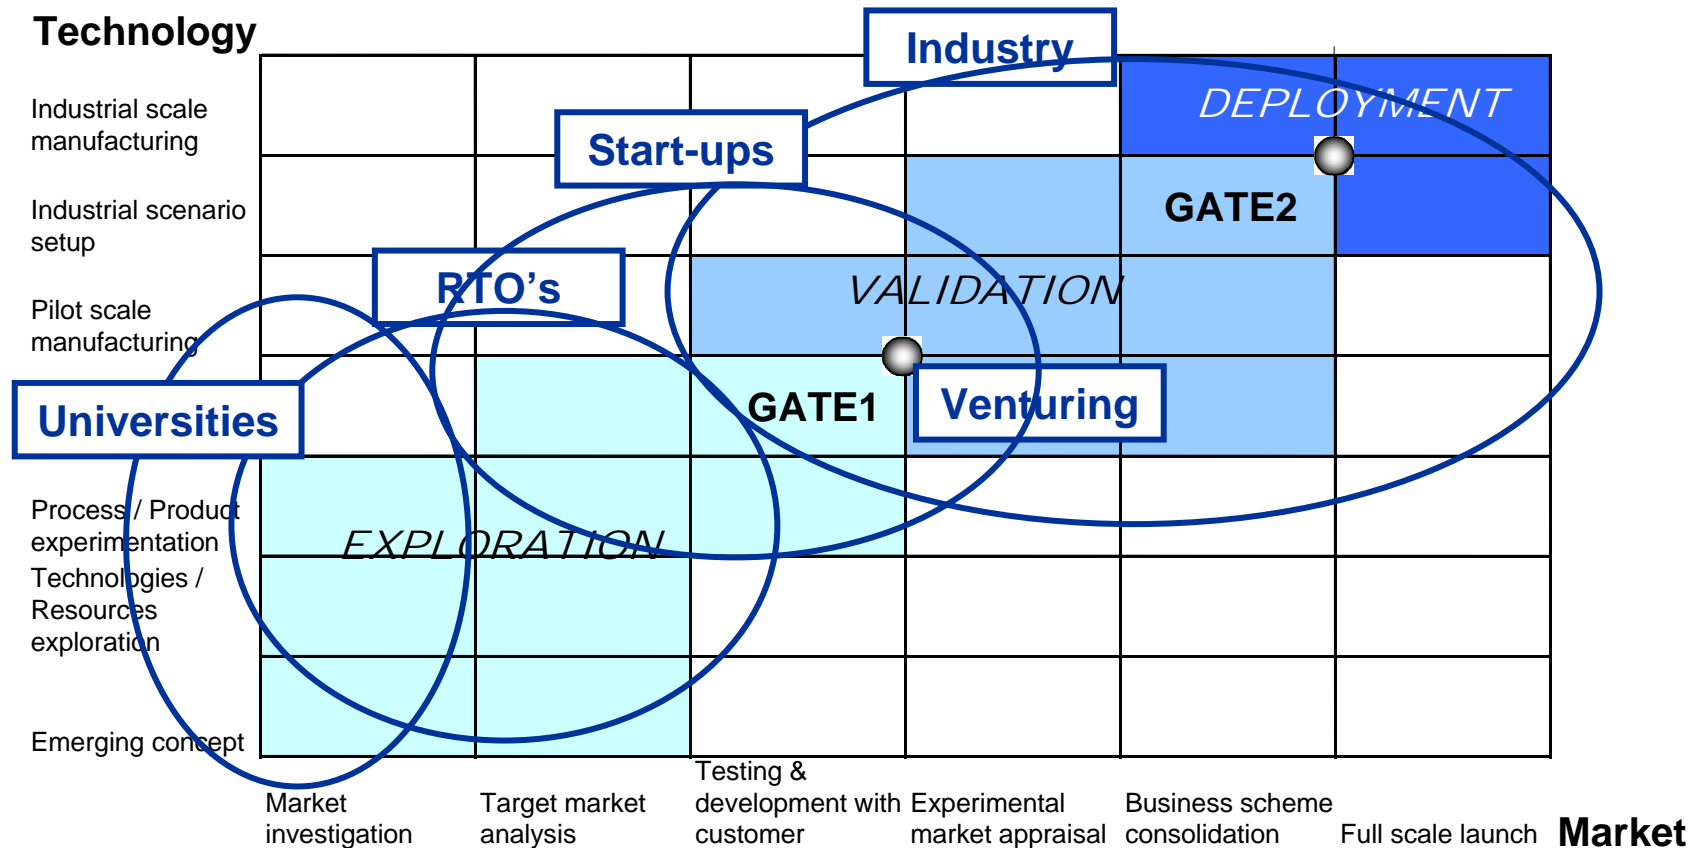 Technology
Industry
DEPLOYMENT
Industrial scale
manufacturing
Start-ups
Industrial scenario
setup
GATE2
RTO's
VALIDATION
Pilot scale
manufacturing
Universities
GATE1
Venturing
Process / Product
experimentation
EXPLORATION
Technologies /
Resources
exploration
Emerging concept
Market
investigation
Target market
analysis
Testing &
development with
customer
Experimental
market appraisal
Business scheme
consolidation
Full scale launch
Market